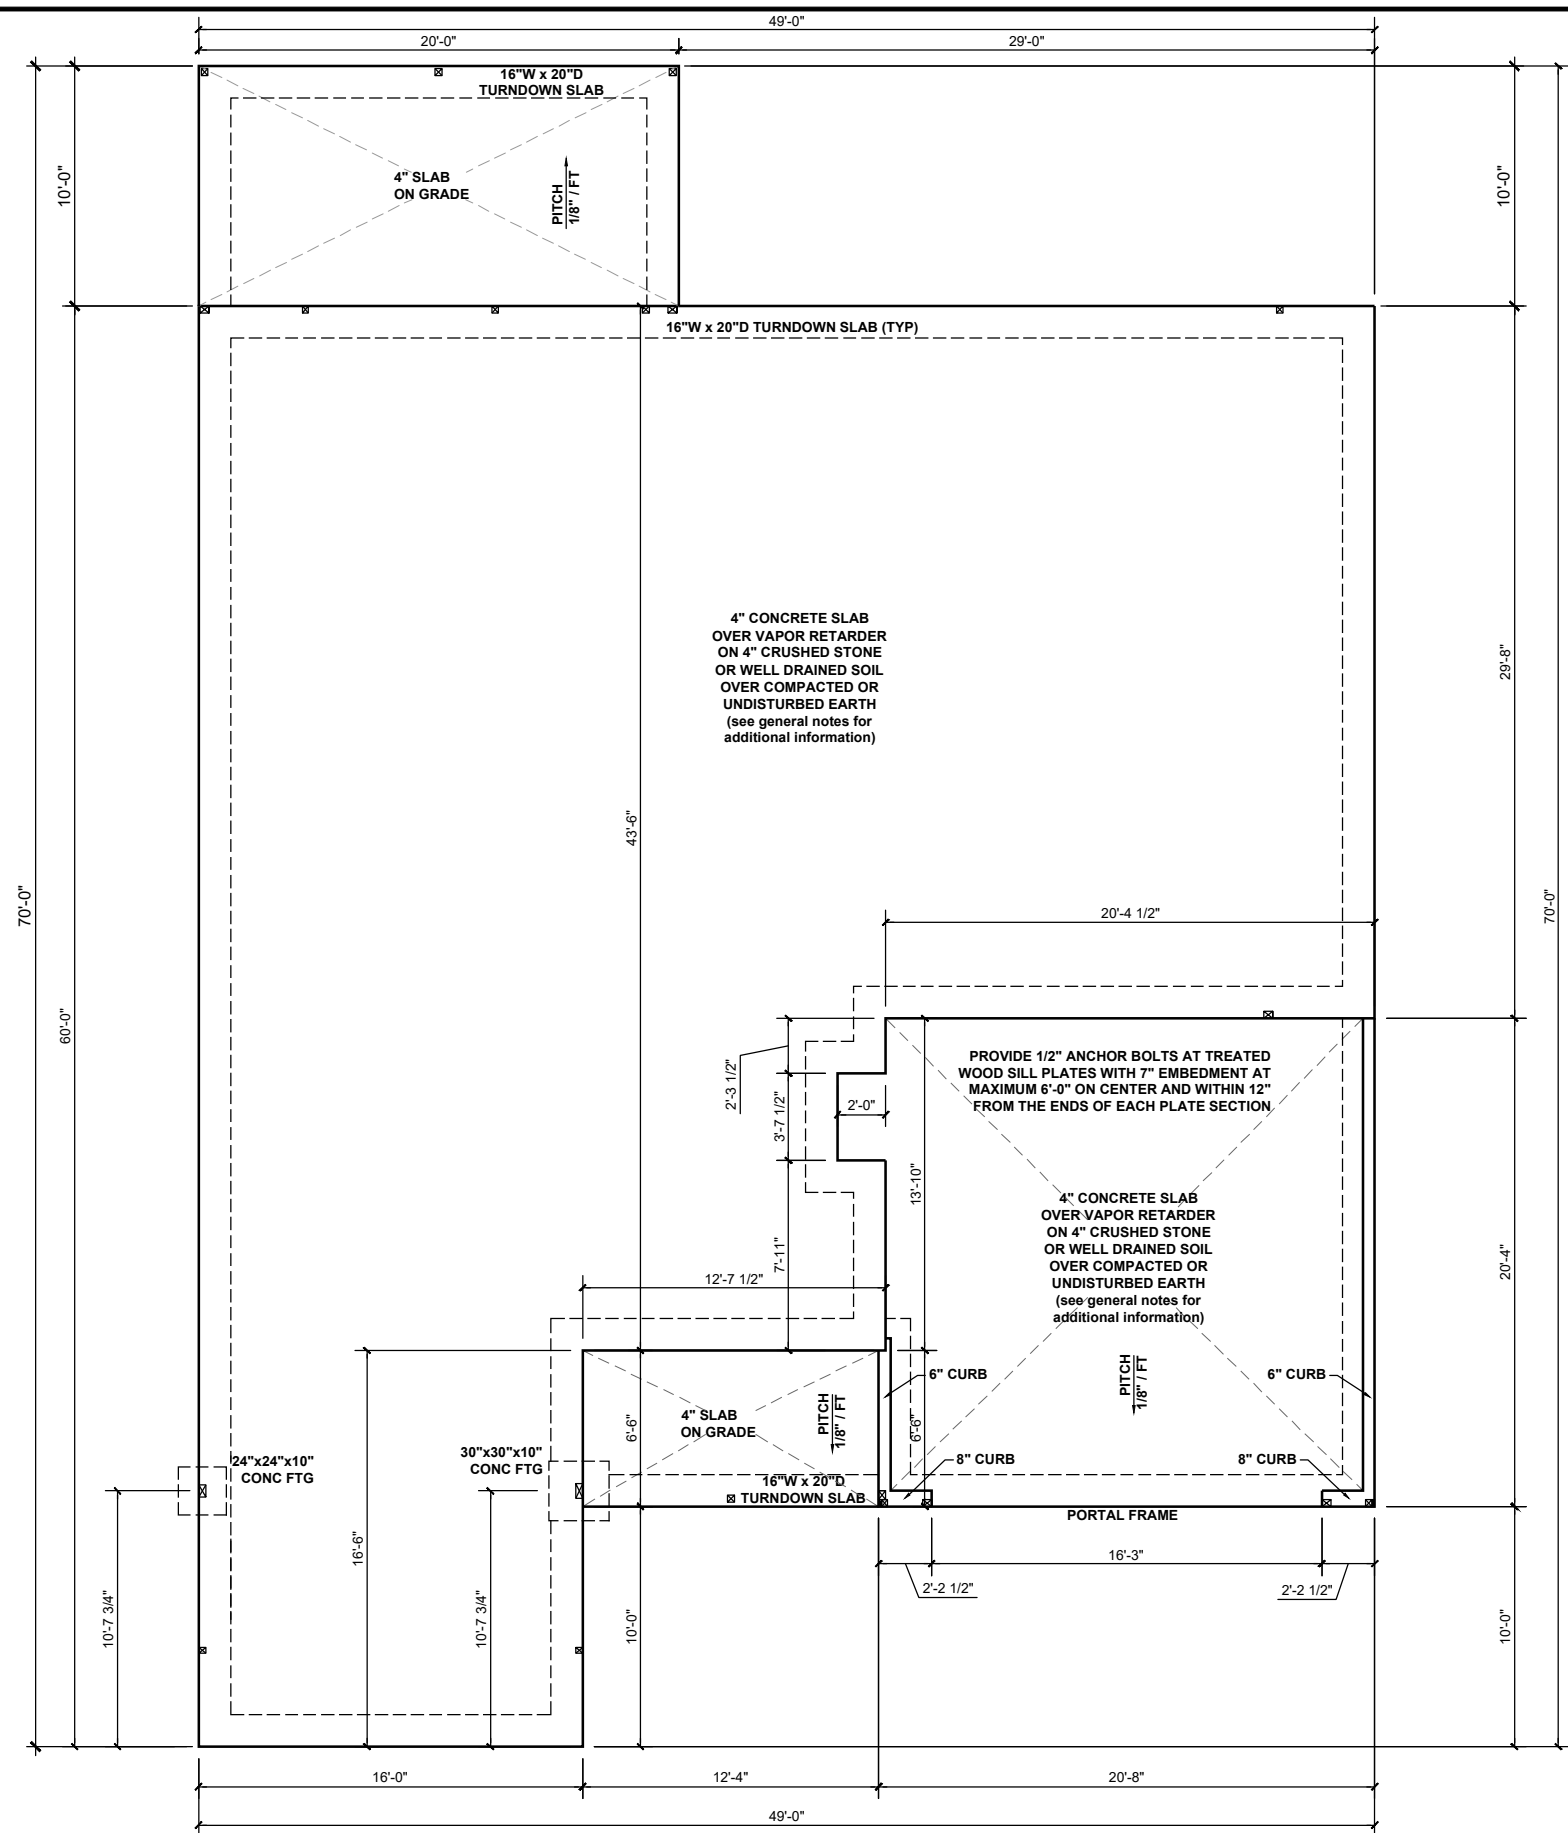 49'-0"
20'-0"
29'-0"
16"W x 20"D
TURNDOWN SLAB
10'-0"
4" SLAB
ON GRADE
PITCH
1/8" / FT
10'-0"
16"W x 20"D TURNDOWN SLAB (TYP)
4" CONCRETE SLAB
OVER VAPOR RETARDER
ON 4" CRUSHED STONE
OR WELL DRAINED SOIL
OVER COMPACTED OR
UNDISTURBED EARTH
(see general notes for
additional information)
29'-8"
43'-6"
70'-0"
70'-0"
20'-4 1/2"
60'-0"
PROVIDE 1/2" ANCHOR BOLTS AT TREATED
WOOD SILL PLATES WITH 7" EMBEDMENT AT
MAXIMUM 6'-0" ON CENTER AND WITHIN 12"
FROM THE ENDS OF EACH PLATE SECTION
2'-3 1/2"
3'-7 1/2"
2'-0"
13'-10"
4" CONCRETE SLAB
OVER VAPOR RETARDER
ON 4" CRUSHED STONE
OR WELL DRAINED SOIL
OVER COMPACTED OR
UNDISTURBED EARTH
(see general notes for
additional information)
7'-11"
20'-4"
12'-7 1/2"
PITCH
1/8" / FT
6" CURB
6" CURB
4" SLAB
ON GRADE
PITCH
1/8" / FT
6'-6"
6'-6"
24"x24"x10"
CONC FTG
30"x30"x10"
CONC FTG
8" CURB
8" CURB
16"W x 20"D
TURNDOWN SLAB
PORTAL FRAME
16'-6"
16'-3"
2'-2 1/2"
2'-2 1/2"
10'-7 3/4"
10'-7 3/4"
10'-0"
10'-0"
16'-0"
12'-4"
20'-8"
49'-0"